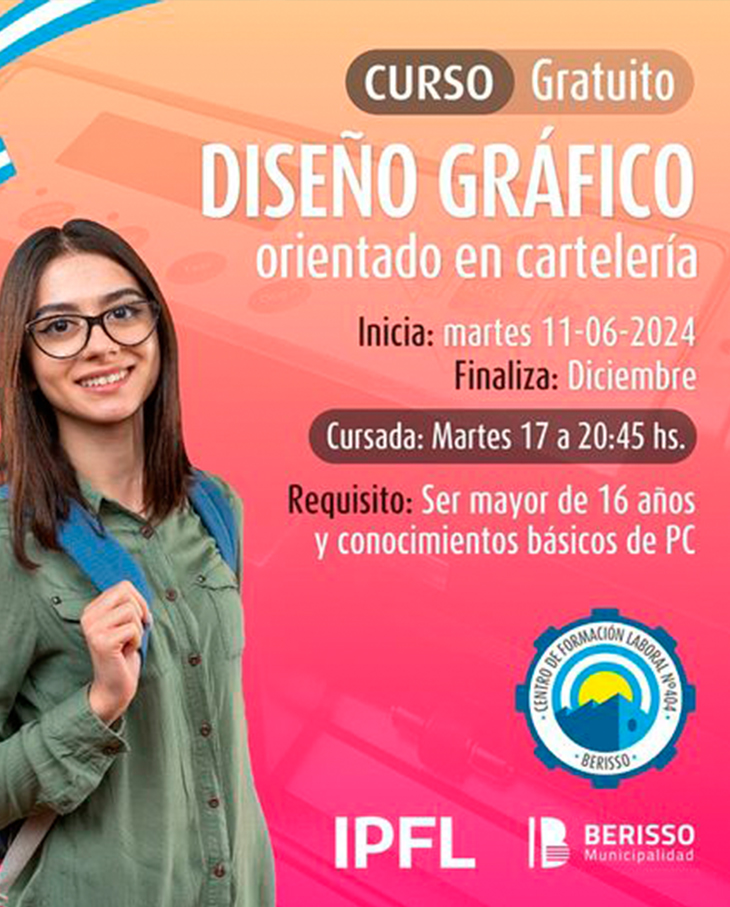 CURSO Gratuito
DISEÑO GRÁFICO
orientado en cartelería
Inicia: martes 11-06-2024
Finaliza: Diciembre
Cursada: Martes 17 a 20:45 hs.
Requisito: Ser mayor de 16 años
y conocimientos básicos de PC
CENTRO DE FORMACIÓN LABORAL Nº404
· BERISSO ·
IPFL
BERISSO
Municipalidad